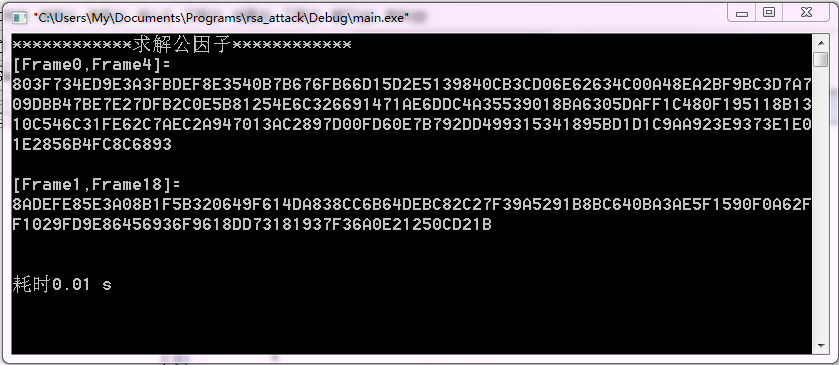 "C:\Users\My\Documents\Programs\rsa_attack\Debug\main.exe"
************求解公因子************
[Frame0,Frame4]=
803F734ED9E3A3FBDEF8E3540B7B676FB66D15D2E5139840CB3CD06E62634C00A48EA2BF9BC3D7A7
09DBB47BE7E27DFB2C0E5B81254E6C326691471AE6DDC4A35539018BA6305DAFF1C480F195118B13
10C546C31FE62C7AEC2A947013AC2897D00FD60E7B792DD499315341895BD1D1C9AA923E9373E1E0
1E2856B4FC8C6893
[Frame1,Frame18]=
8ADEFE85E3A08B1F5B320649F614DA838CC6B64DEBC82C27F39A5291B8BC640BA3AE5F1590F0A62F
F1029FD9E86456936F9618DD73181937F36A0E21250CD21B
耗时0.01 s